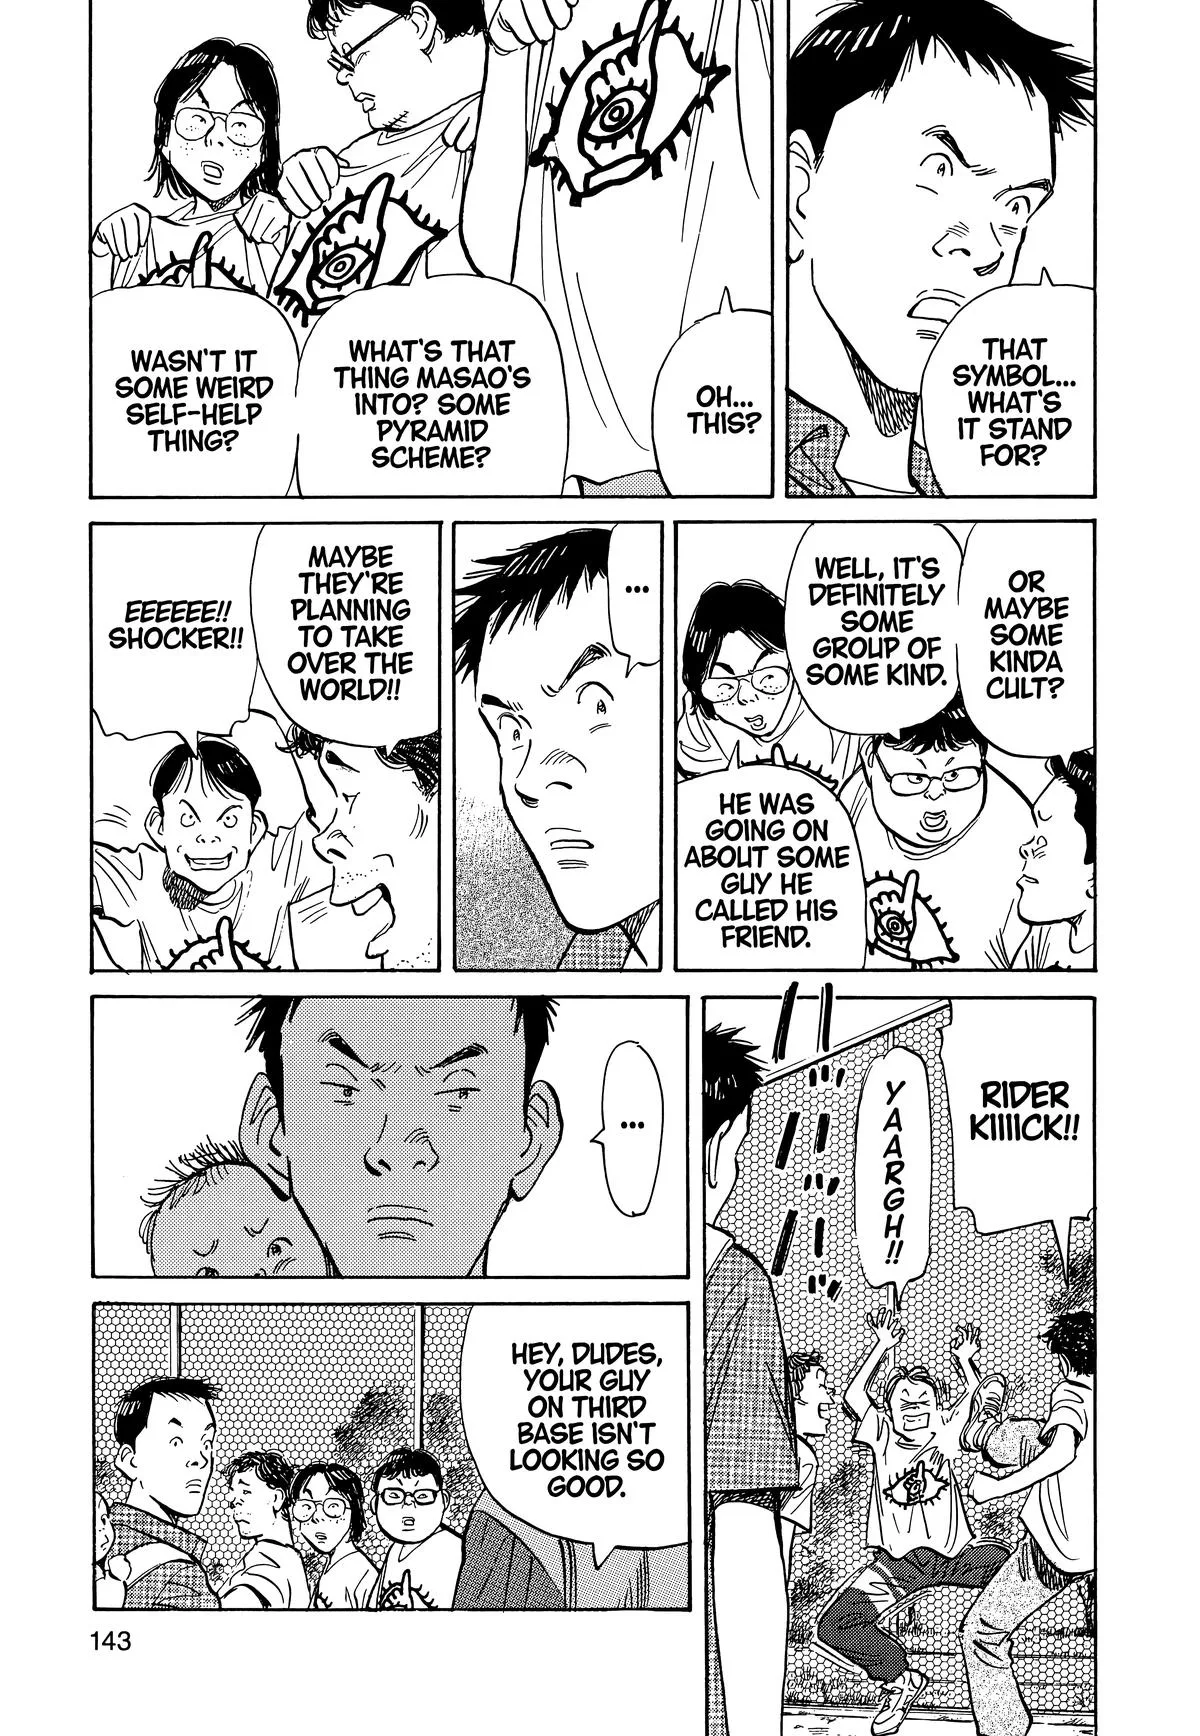 THAT
SYMBOL...
WHAT'S
IT STAND
FOR?
OH...
THIS?
WHAT'S THAT
THING MASAO'S
INTO? SOME
PYRAMID
SCHEME?
WASN'T IT
SOME WEIRD
SELF-HELP
THING?
OR
MAYBE
SOME
KINDA
CULT?
WELL, IT'S
DEFINITELY
SOME
GROUP OF
SOME KIND.
HE WAS
GOING ON
ABOUT SOME
GUY HE
CALLED HIS
FRIEND.
...
MAYBE
THEY'RE
PLANNING
TO TAKE
OVER THE
WORLD!!
EEEEEE!!
SHOCKER!!
RIDER
KIIIICK!!
YAARGH!!
...
HEY, DUDES,
YOUR GUY
ON THIRD
BASE ISN'T
LOOKING SO
GOOD.
143